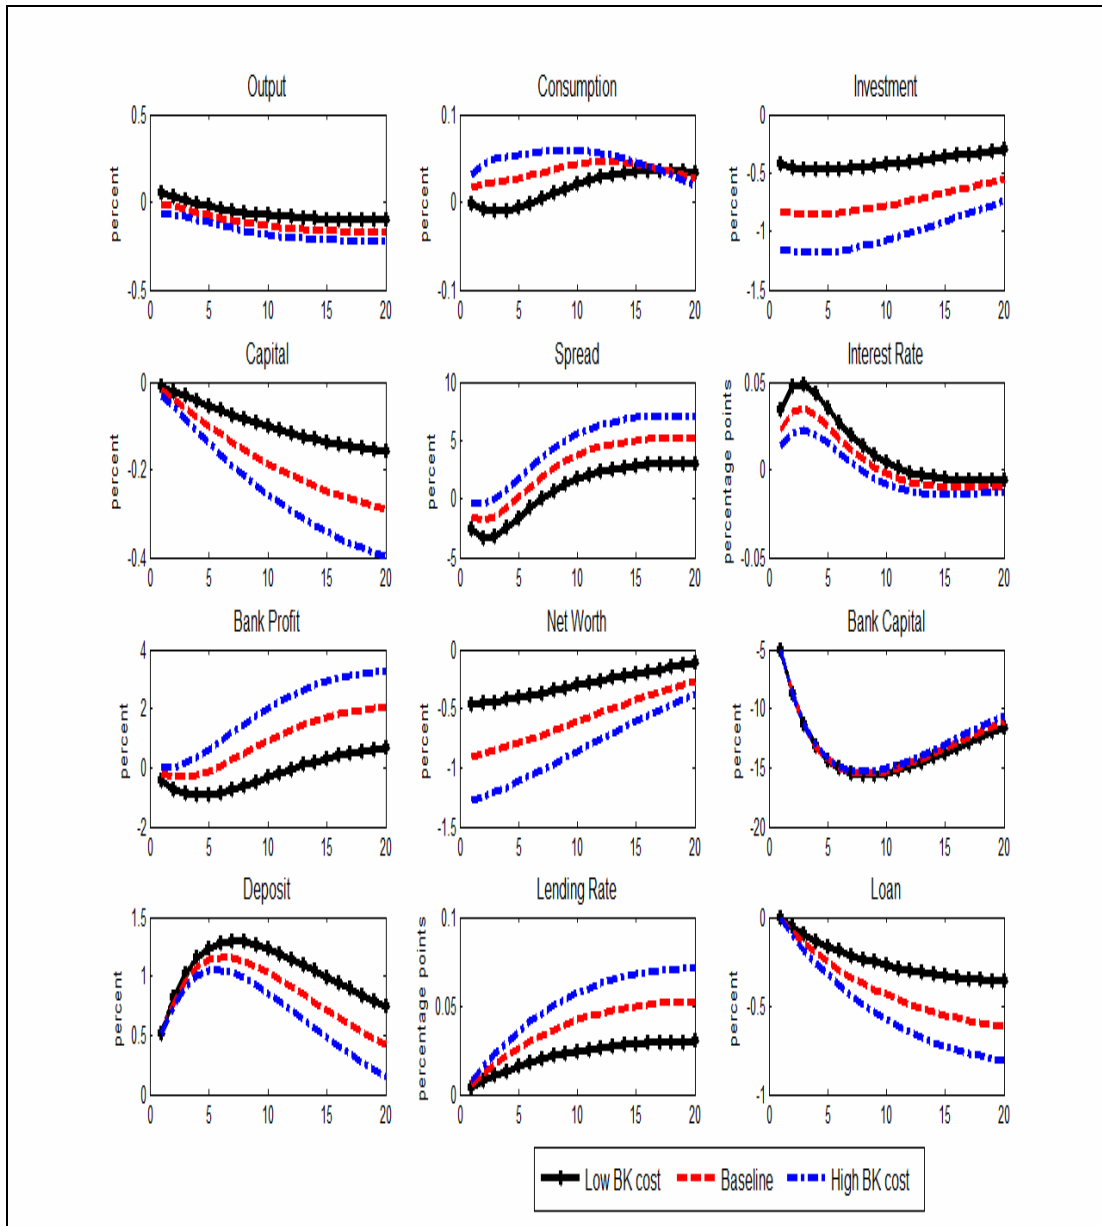 Output
0.5
0
-0.5
percent
0 5 10 15 20
Consumption
0.1
0
-0.1
percent
0 5 10 15 20
Investment
0
-0.5
-1
-1.5
percent
0 5 10 15 20
Capital
0
-0.2
-0.4
percent
0 5 10 15 20
Spread
10
5
0
-5
percent
0 5 10 15 20
Interest Rate
0.05
0
-0.05
percentage points
0 5 10 15 20
Bank Profit
4
2
0
-2
percent
0 5 10 15 20
Net Worth
0
-0.5
-1
-1.5
percent
0 5 10 15 20
Bank Capital
-5
-10
-15
-20
percent
0 5 10 15 20
Deposit
1.5
1
0.5
0
percent
0 5 10 15 20
Lending Rate
0.1
0.05
0
percentage points
0 5 10 15 20
Loan
0
-0.5
-1
percent
0 5 10 15 20
Low BK cost Baseline High BK cost